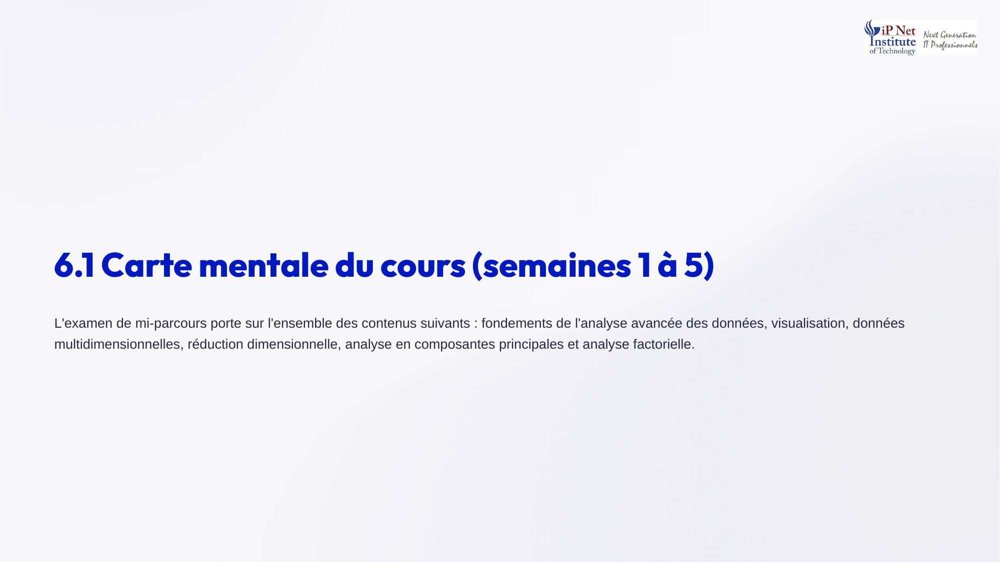 iP Net
Institute
of Technology
Next Generation
IT Professionnels
6.1 Carte mentale du cours (semaines 1 à 5)
L'examen de mi-parcours porte sur l'ensemble des contenus suivants : fondements de l'analyse avancée des données, visualisation, données
multidimensionnelles, réduction dimensionnelle, analyse en composantes principales et analyse factorielle.